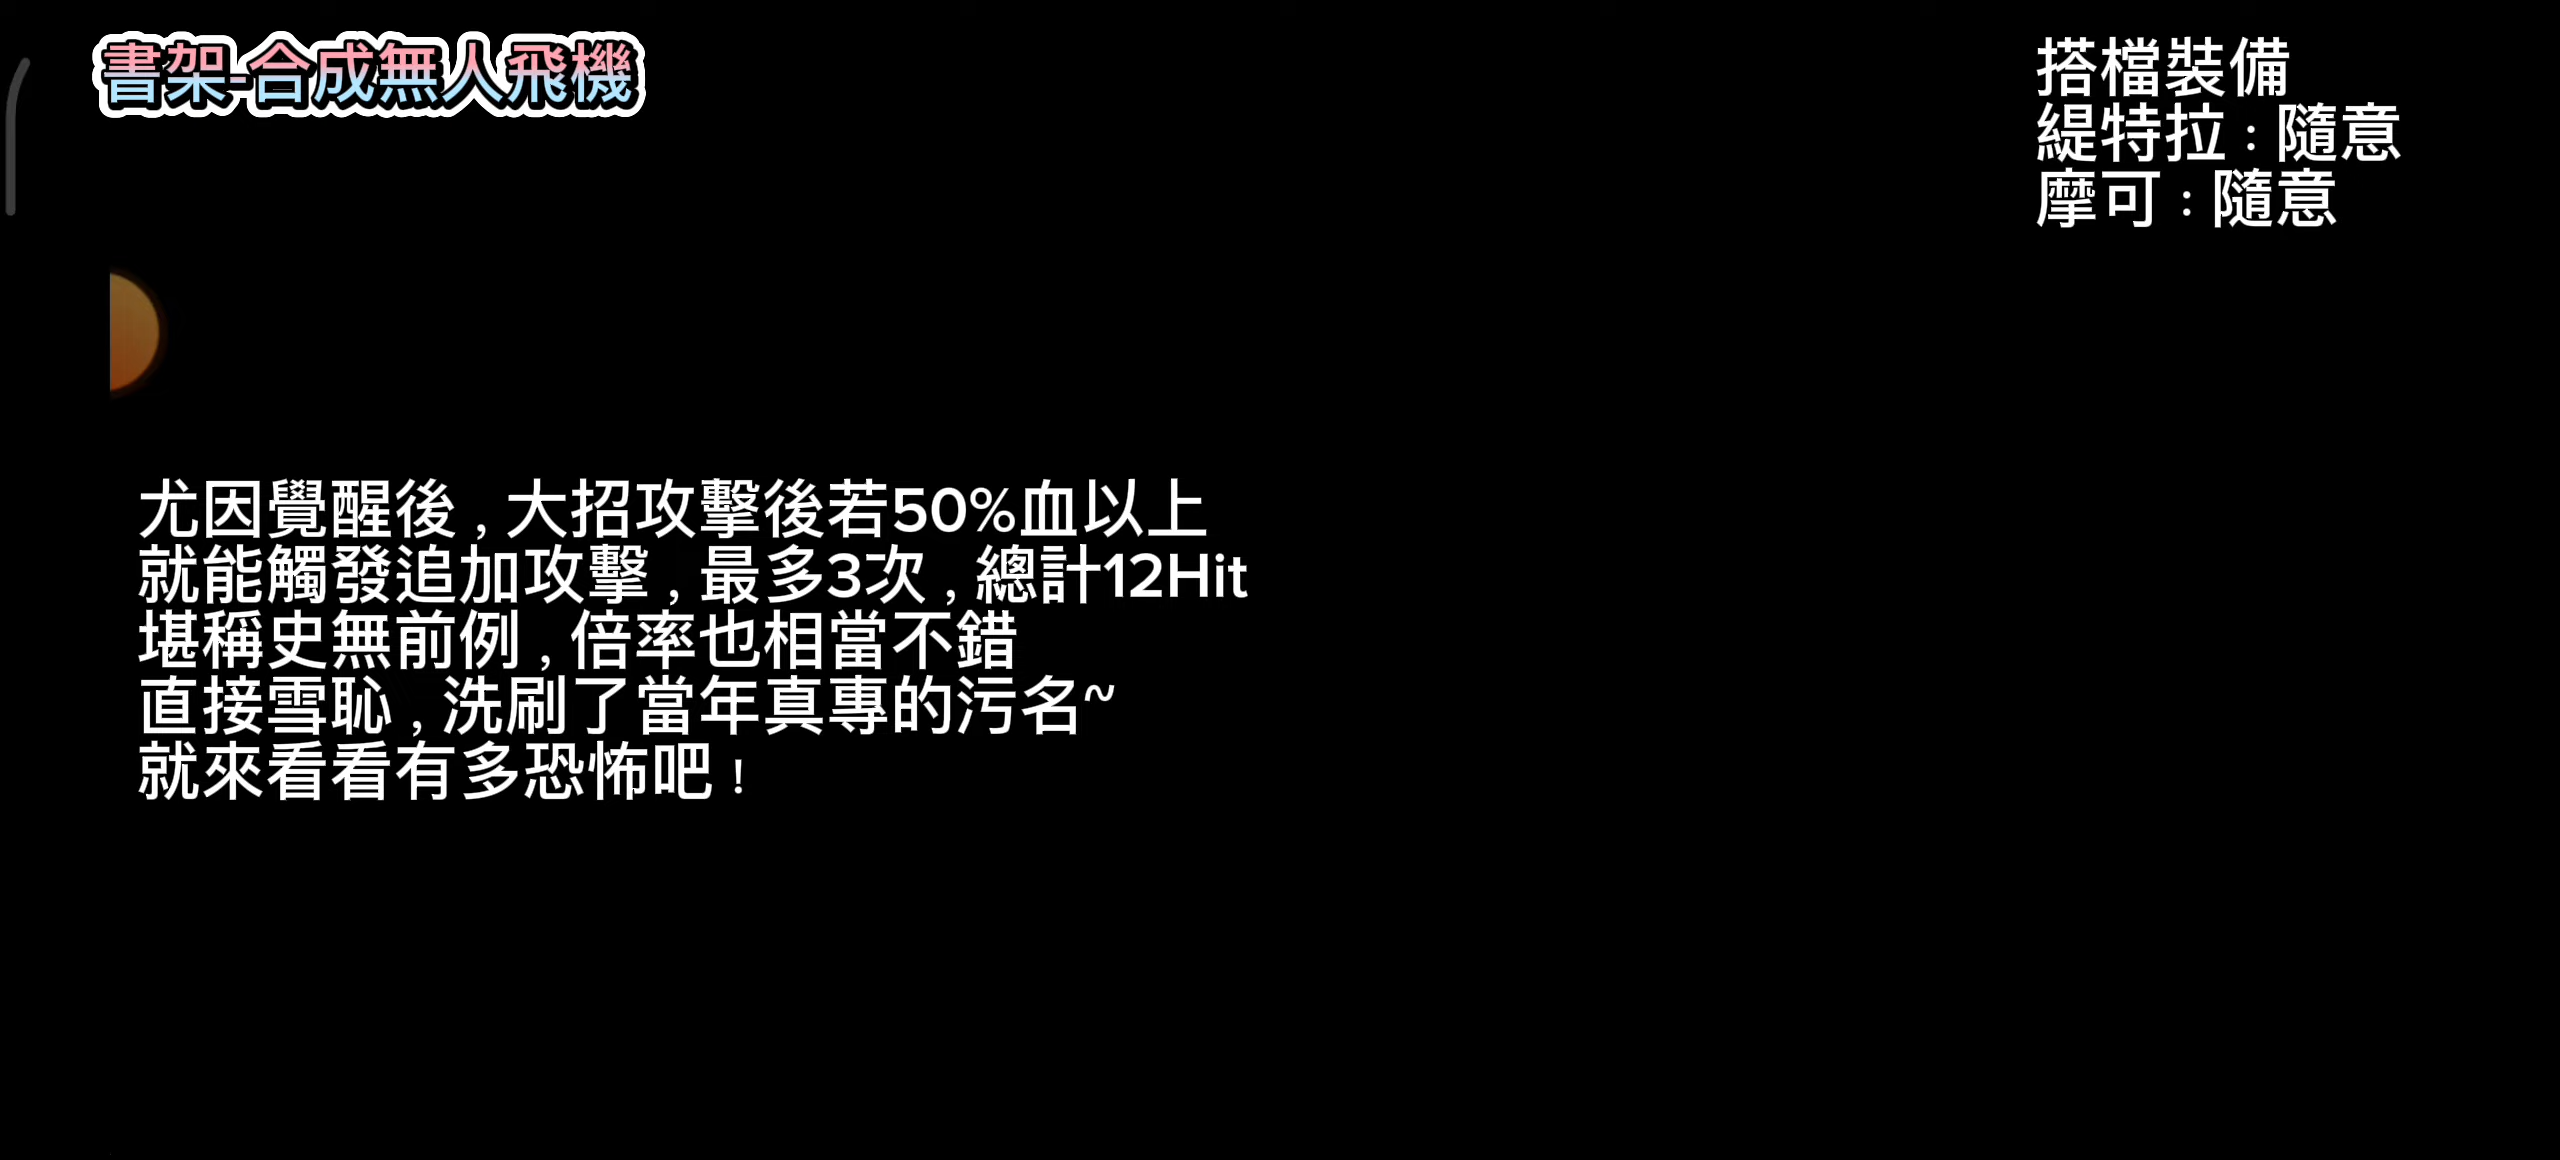 書架-合成無人飛機
搭檔裝備
緹特拉：隨意
摩可：隨意
尤因覺醒後，大招攻擊後若50%血以上
就能觸發追加攻擊，最多3次，總計12Hit
堪稱史無前例，倍率也相當不錯
直接雪恥，洗刷了當年真專的污名~
就來看看有多恐怖吧！